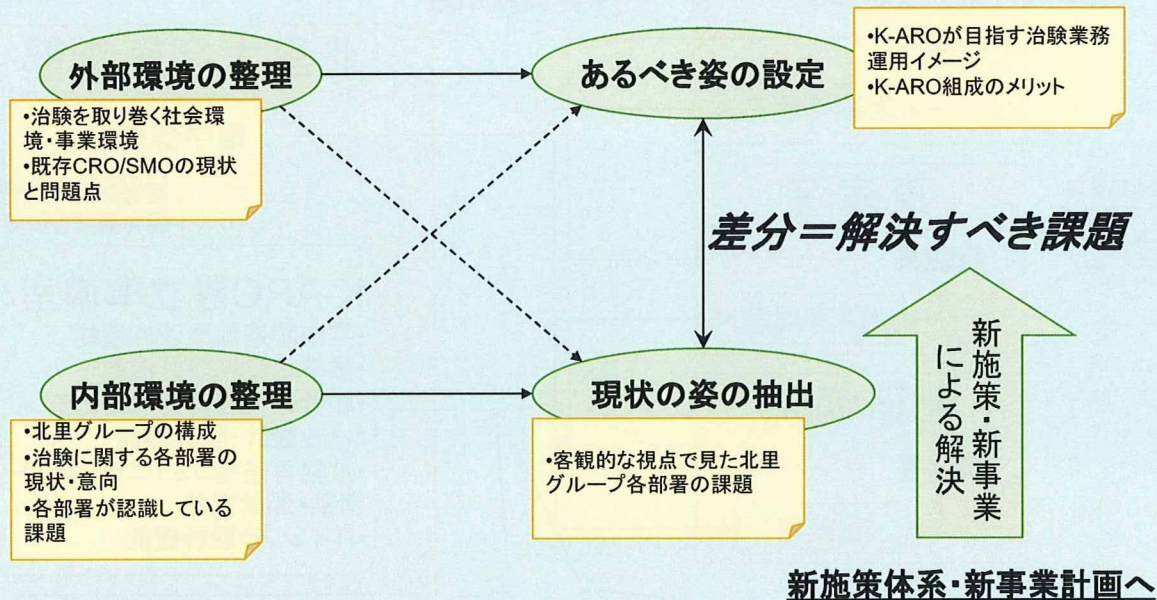 外部環境の整理
•治験を取り巻く社会環
境・事業環境
•既存CRO/SMOの現状
と問題点
あるべき姿の設定
•K-AROが目指す治験業務
運用イメージ
•K-ARO組成のメリット
差分＝解決すべき課題
内部環境の整理
•北里グループの構成
•治験に関する各部署の
現状・意向
•各部署が認識している
課題
現状の姿の抽出
•客観的な視点で見た北里
グループ各部署の課題
新施策・新事業
による解決
新施策体系・新事業計画へ